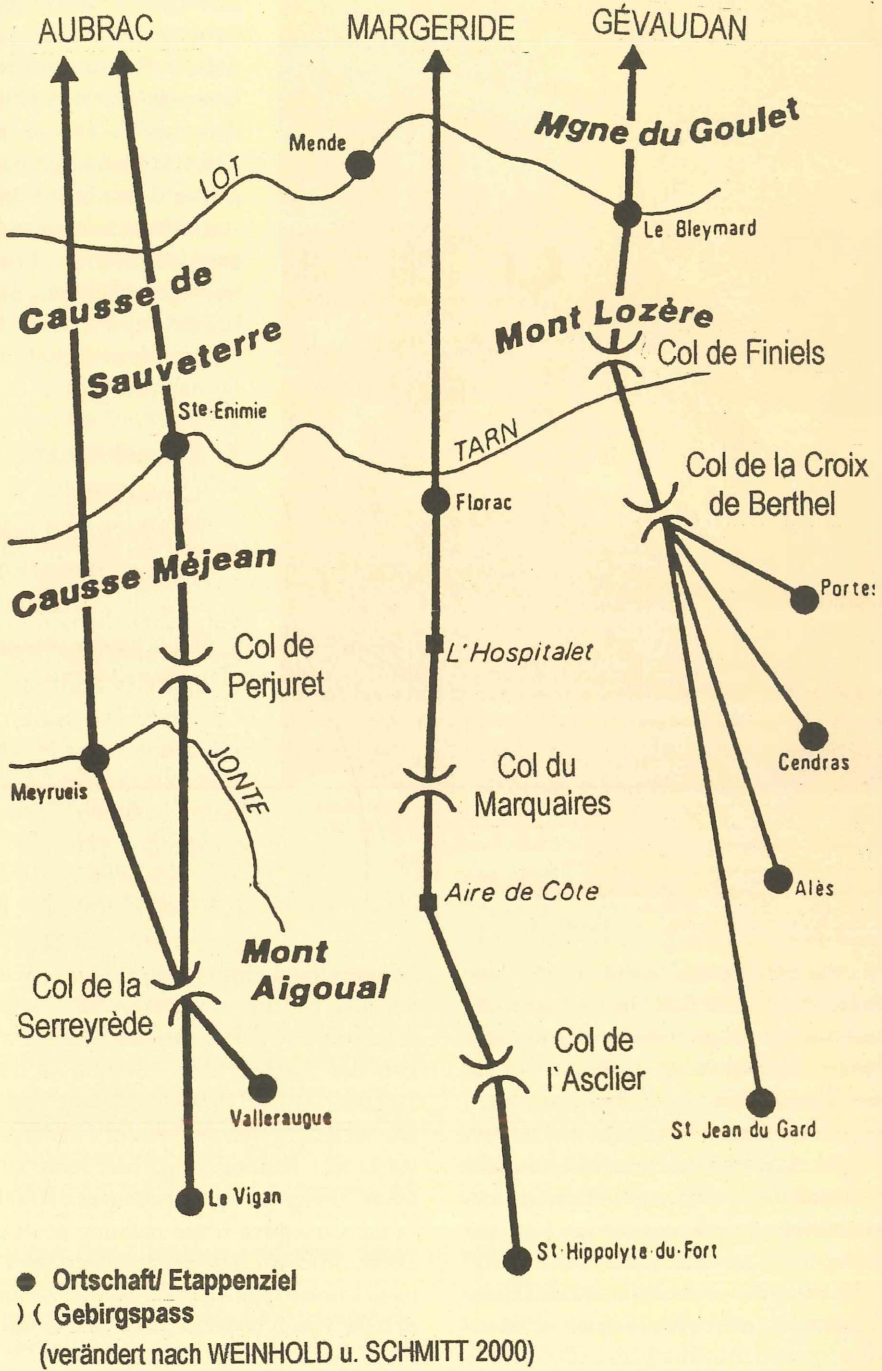 AUBRAC
MARGERIDE
GÉVAUDAN
Mgne du Goulet
Mende
LOT
Le Bleymard
Causse de
Sauveterre
Mont Lozère
Col de Finiels
Ste·Enimie
TARN
Florac
Col de la Croix
de Berthel
Causse Méjean
Portes
Col de
Perjuret
L'Hospitalet
Meyrueis
JONTE
Col du
Marquaires
Cendras
Aire de Côte
Alès
Mont
Aigoual
Col de la
Serreyrède
Col de
l`Asclier
Valleraugue
St Jean du Gard
Le Vigan
St·Hippolyte·du·Fort
Ortschaft/ Etappenziel
) ( Gebirgspass
(verändert nach WEINHOLD u. SCHMITT 2000)